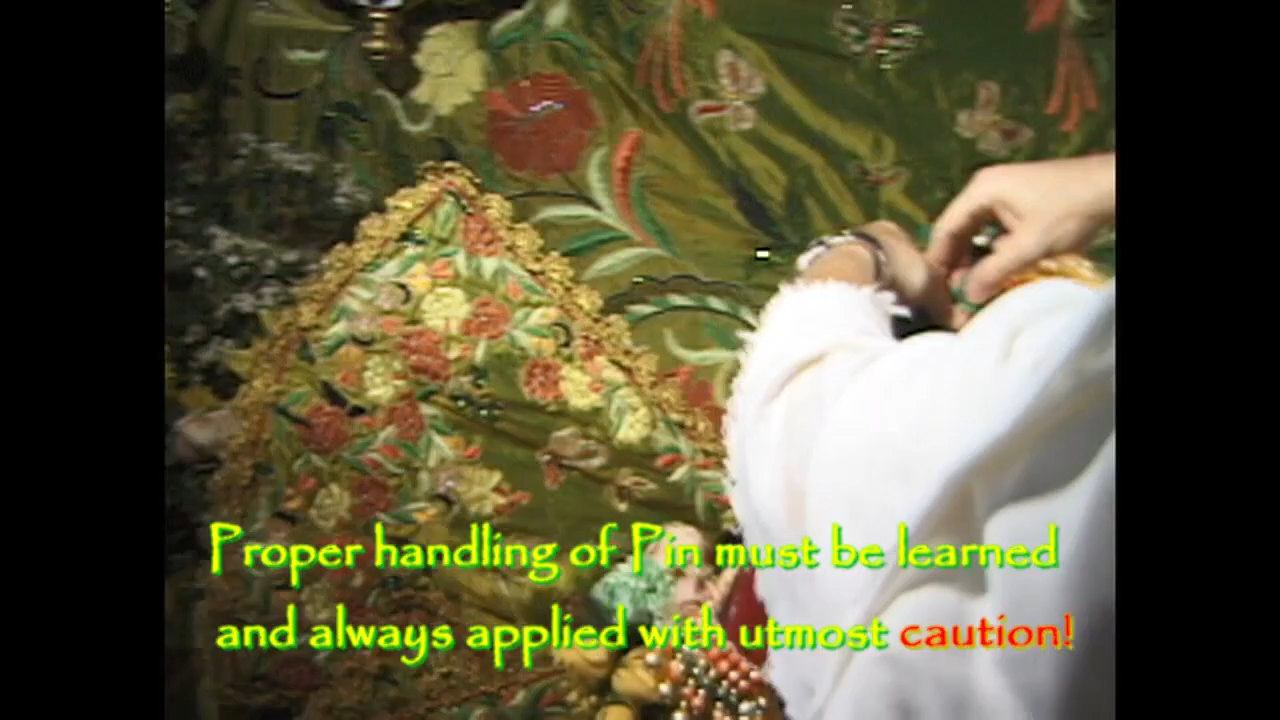 Proper handling of Pin must be learned
and always applied with utmost caution!